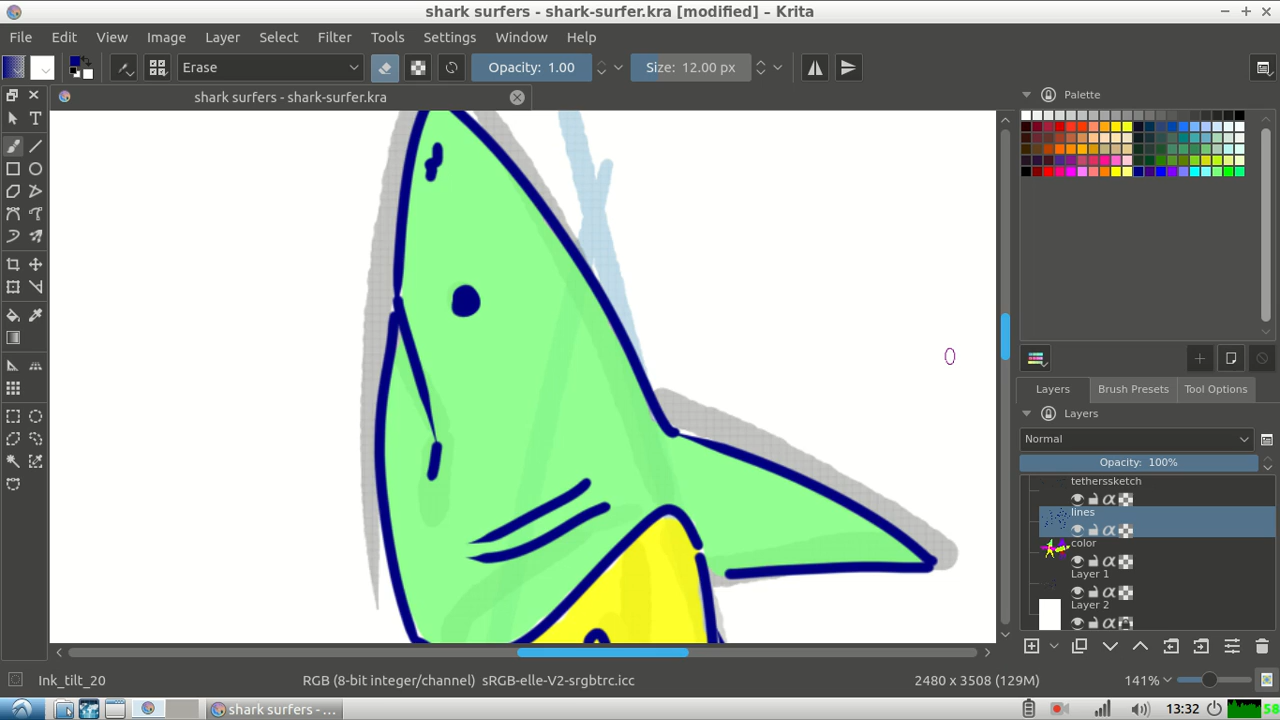 shark surfers - shark-surfer.kra [modified] – Krita
File Edit View Image Layer Select Filter Tools Settings Window Help
Erase Opacity: 1.00 Size: 12.00 px
shark surfers - shark-surfer.kra
Palette
Layers Brush Presets Tool Options
Layers
Normal
Opacity: 100%
tetherssketch
lines
color
Layer 1
Layer 2
Ink_tilt_20 RGB (8-bit integer/channel) sRGB-elle-V2-srgbtrc.icc 2480 x 3508 (129M) 141%
shark surfers - ... 13:32 58